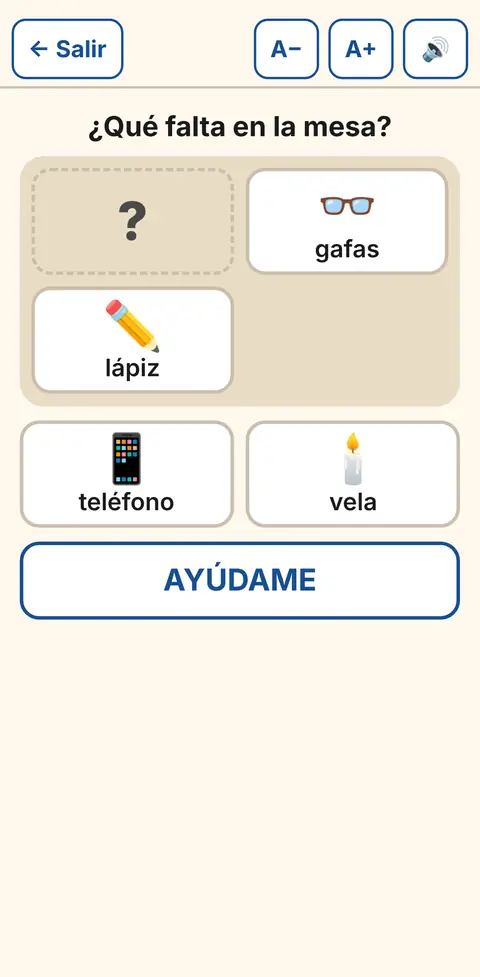 ← Salir
A− A+
¿Qué falta en la mesa?
?
gafas
lápiz
teléfono
vela
AYÚDAME